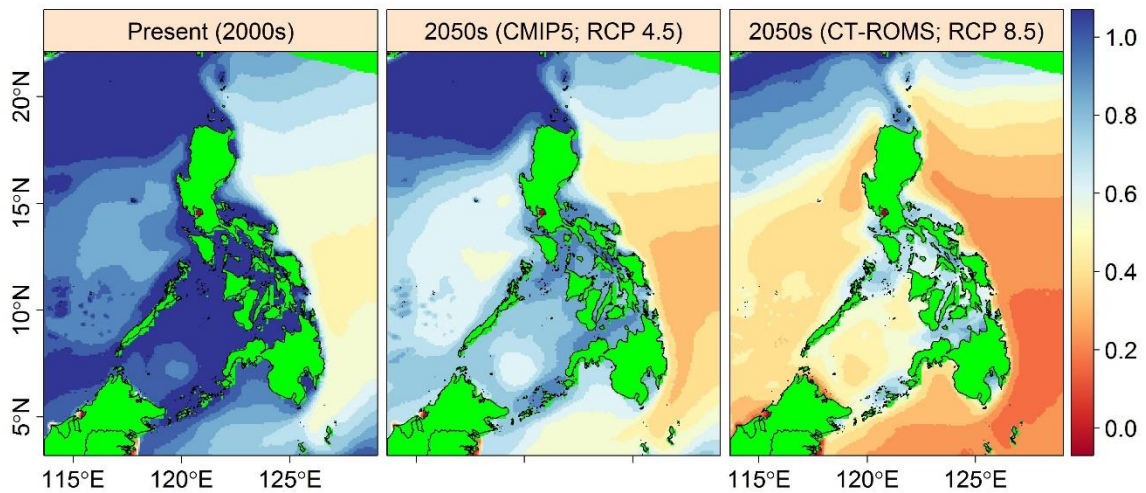 Present (2000s)
2050s (CMIP5; RCP 4.5)
2050s (CT-ROMS; RCP 8.5)
20°N
15°N
10°N
5°N
115°E
120°E
125°E
115°E
120°E
125°E
1.0
0.8
0.6
0.4
0.2
0.0